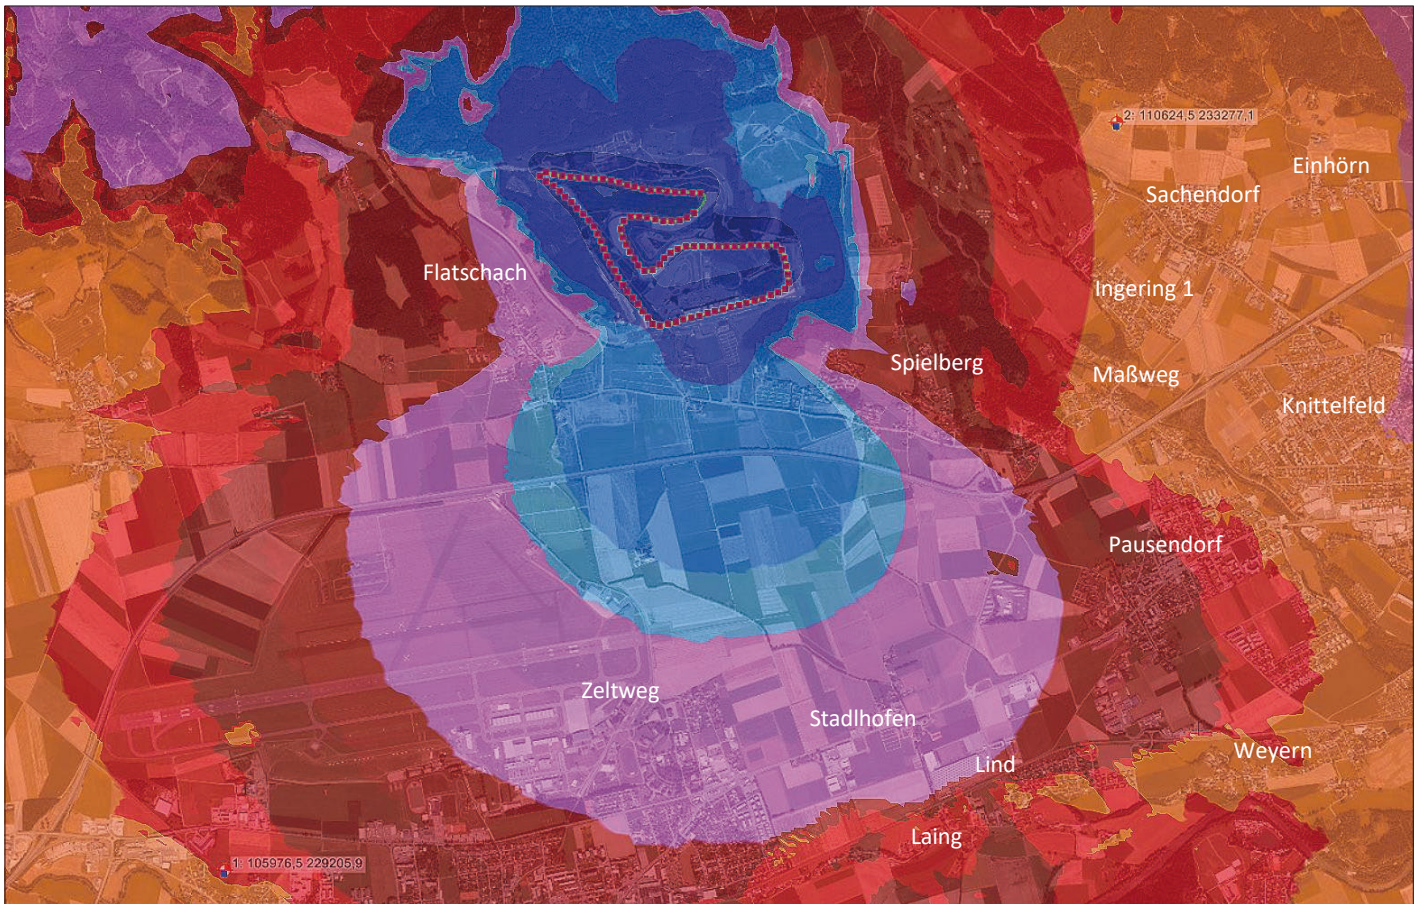 2: 110624,5 233277,1
Einhörn
Sachendorf
Flatschach
Ingering 1
Spielberg
Maßweg
Knittelfeld
Pausendorf
Zeltweg
Stadlhofen
Weyern
Lind
Laing
1: 105976,5 229205,9